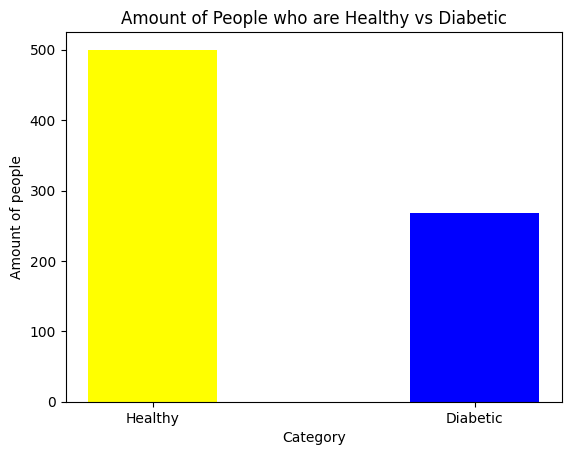 Amount of People who are Healthy vs Diabetic
500
400
300
200
100
0
Amount of people
Healthy
Diabetic
Category